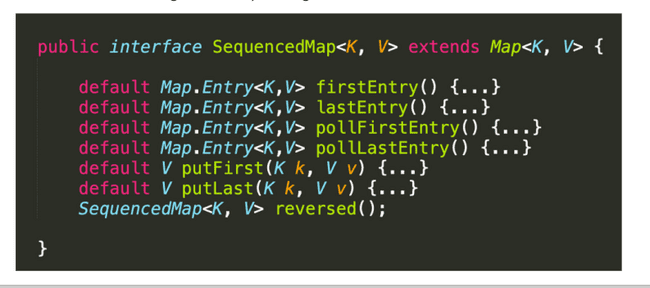 public interface SequencedMap<K, V> extends Map<K, V> {
default Map.Entry<K,V> firstEntry() {...}
default Map.Entry<K,V> lastEntry() {...}
default Map.Entry<K,V> pollFirstEntry() {...}
default Map.Entry<K,V> pollLastEntry() {...}
default V putFirst(K k, V v) {...}
default V putLast(K k, V v) {...}
SequencedMap<K, V> reversed();
}